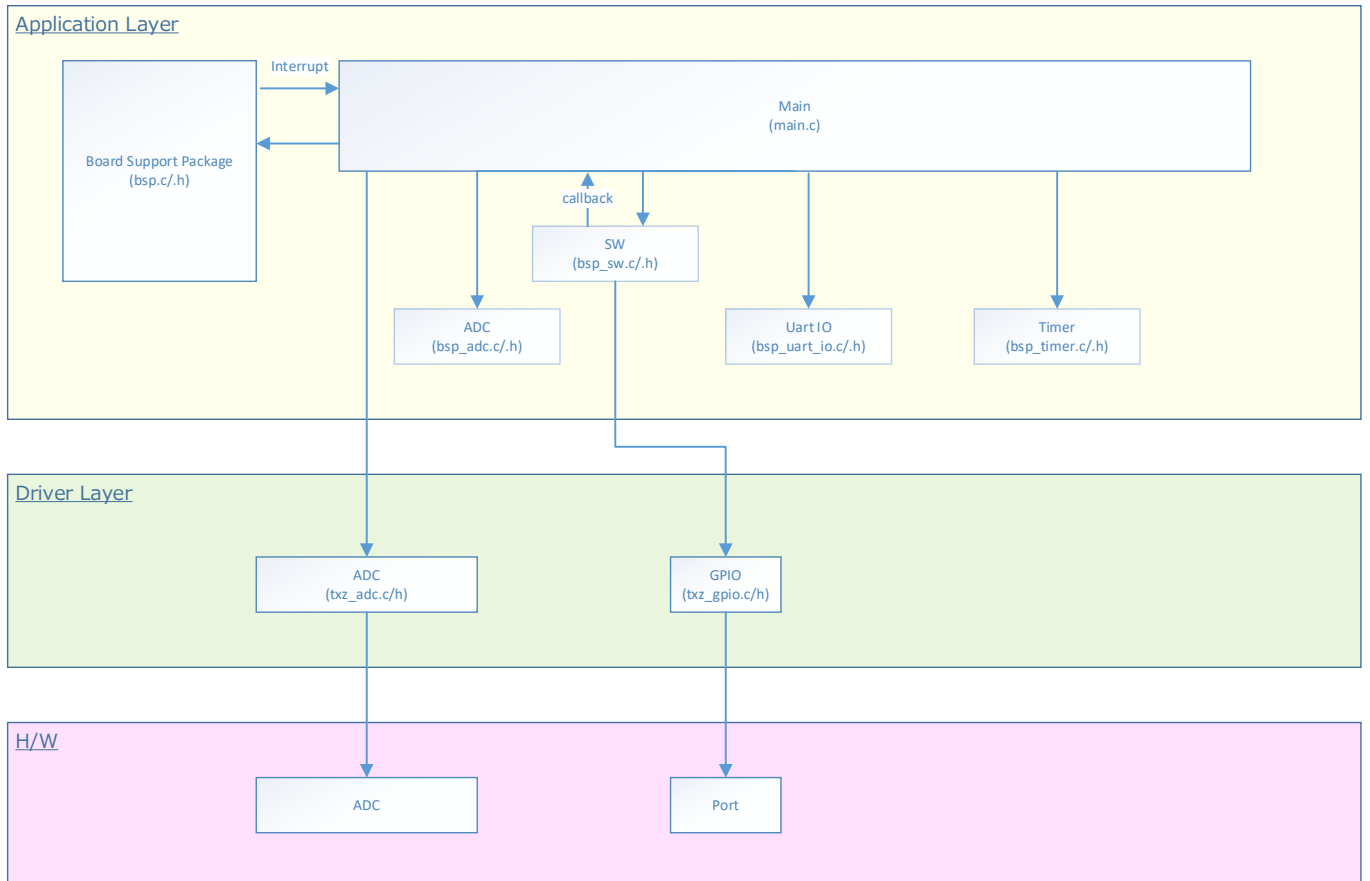 Application Layer
Interrupt
Main
(main.c)
Board Support Package
(bsp.c/.h)
callback
SW
(bsp_sw.c/.h)
ADC
(bsp_adc.c/.h)
Uart IO
(bsp_uart_io.c/.h)
Timer
(bsp_timer.c/.h)
Driver Layer
ADC
(txz_adc.c/h)
GPIO
(txz_gpio.c/h)
H/W
ADC
Port